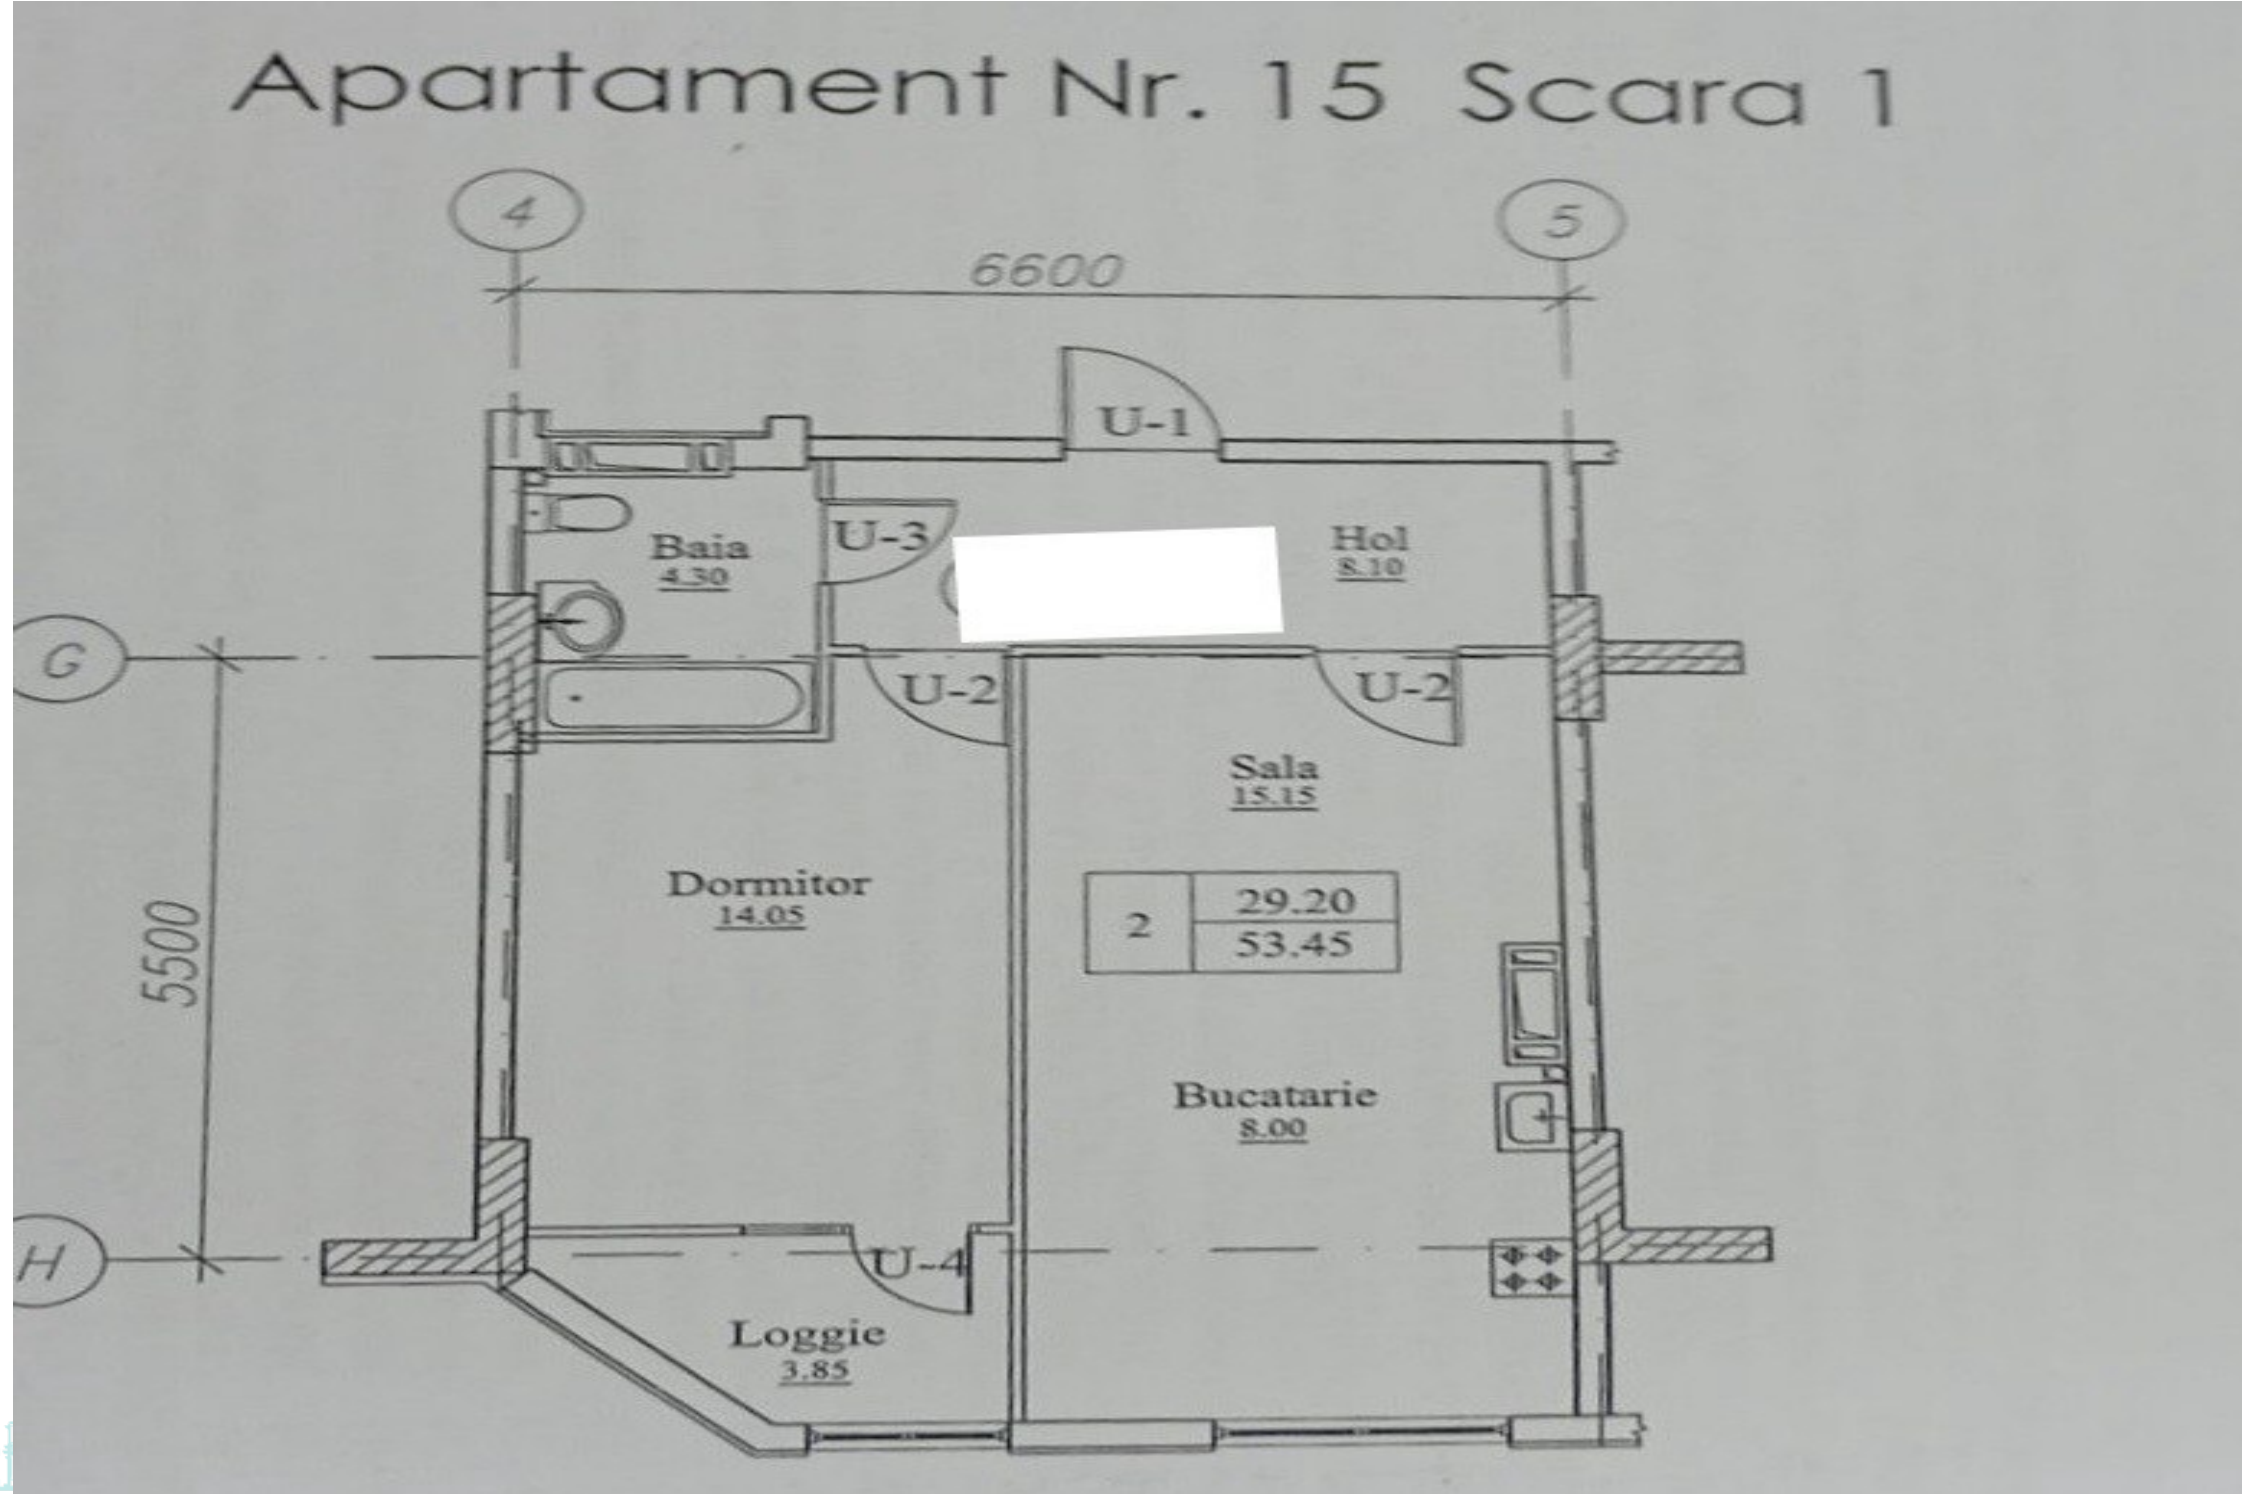 Apartament Nr. 15 Scara 1
4
5
6600
U-1
Baia
4.30
U-3
Hol
8.10
G
U-2
U-2
Sala
15.15
Dormitor
14.05
2
29.20
53.45
5500
Bucatarie
8.00
H
U-4
Loggie
3.85